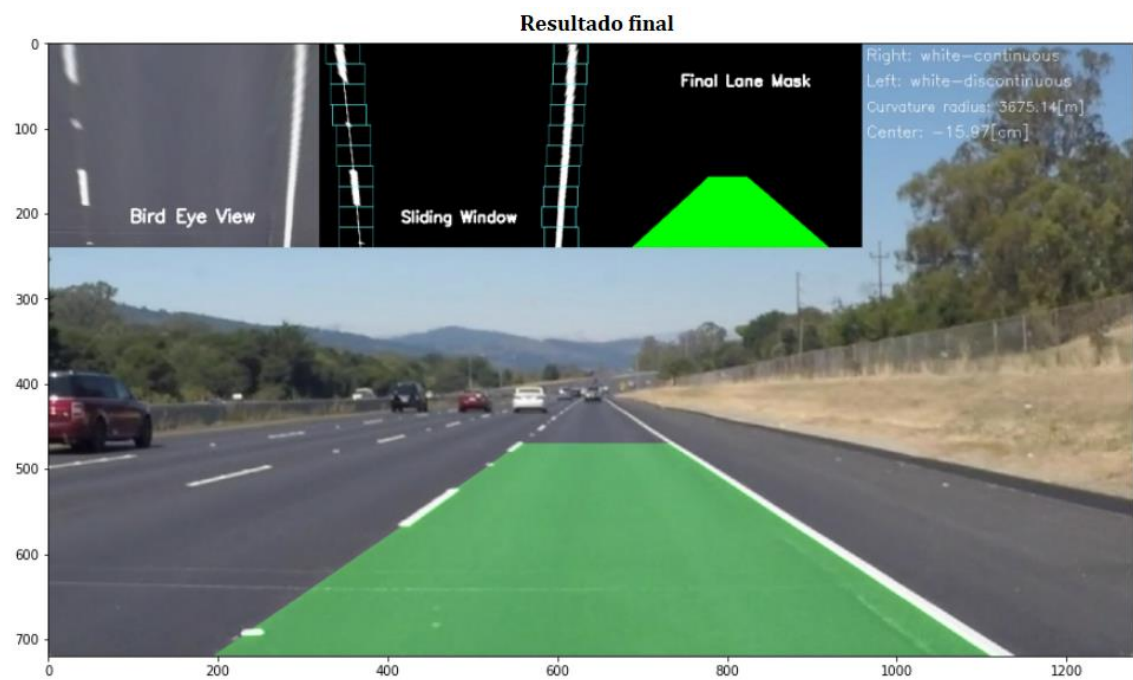 Resultado final
Right: white-continuous
Final Lane Mask
Left: white-discontinuous
Curvature radius: 3675.14[m]
Center: -15.97[cm]
Bird Eye View
Sliding Window
0
100
200
300
400
500
600
700
0
200
400
600
800
1000
1200